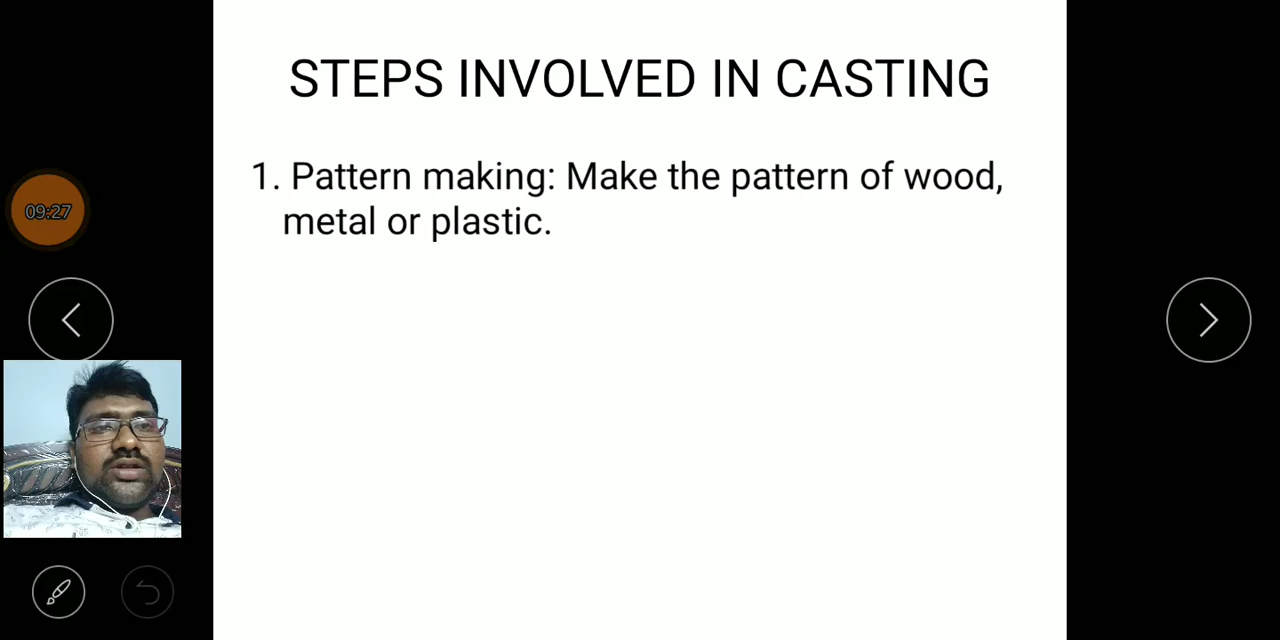 STEPS INVOLVED IN CASTING
1. Pattern making: Make the pattern of wood,
metal or plastic.
09:27